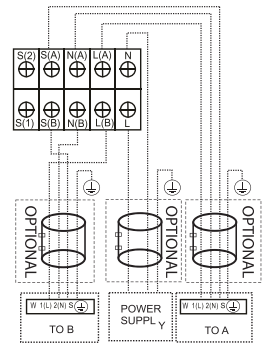 S(2) S(A) N(A) L(A) N
S(1) S(B) N(B) L(B) L
OPTIONAL
OPTIONAL
OPTIONAL
W 1(L) 2(N) S
TO B
POWER
SUPPLY
W 1(L) 2(N) S
TO A